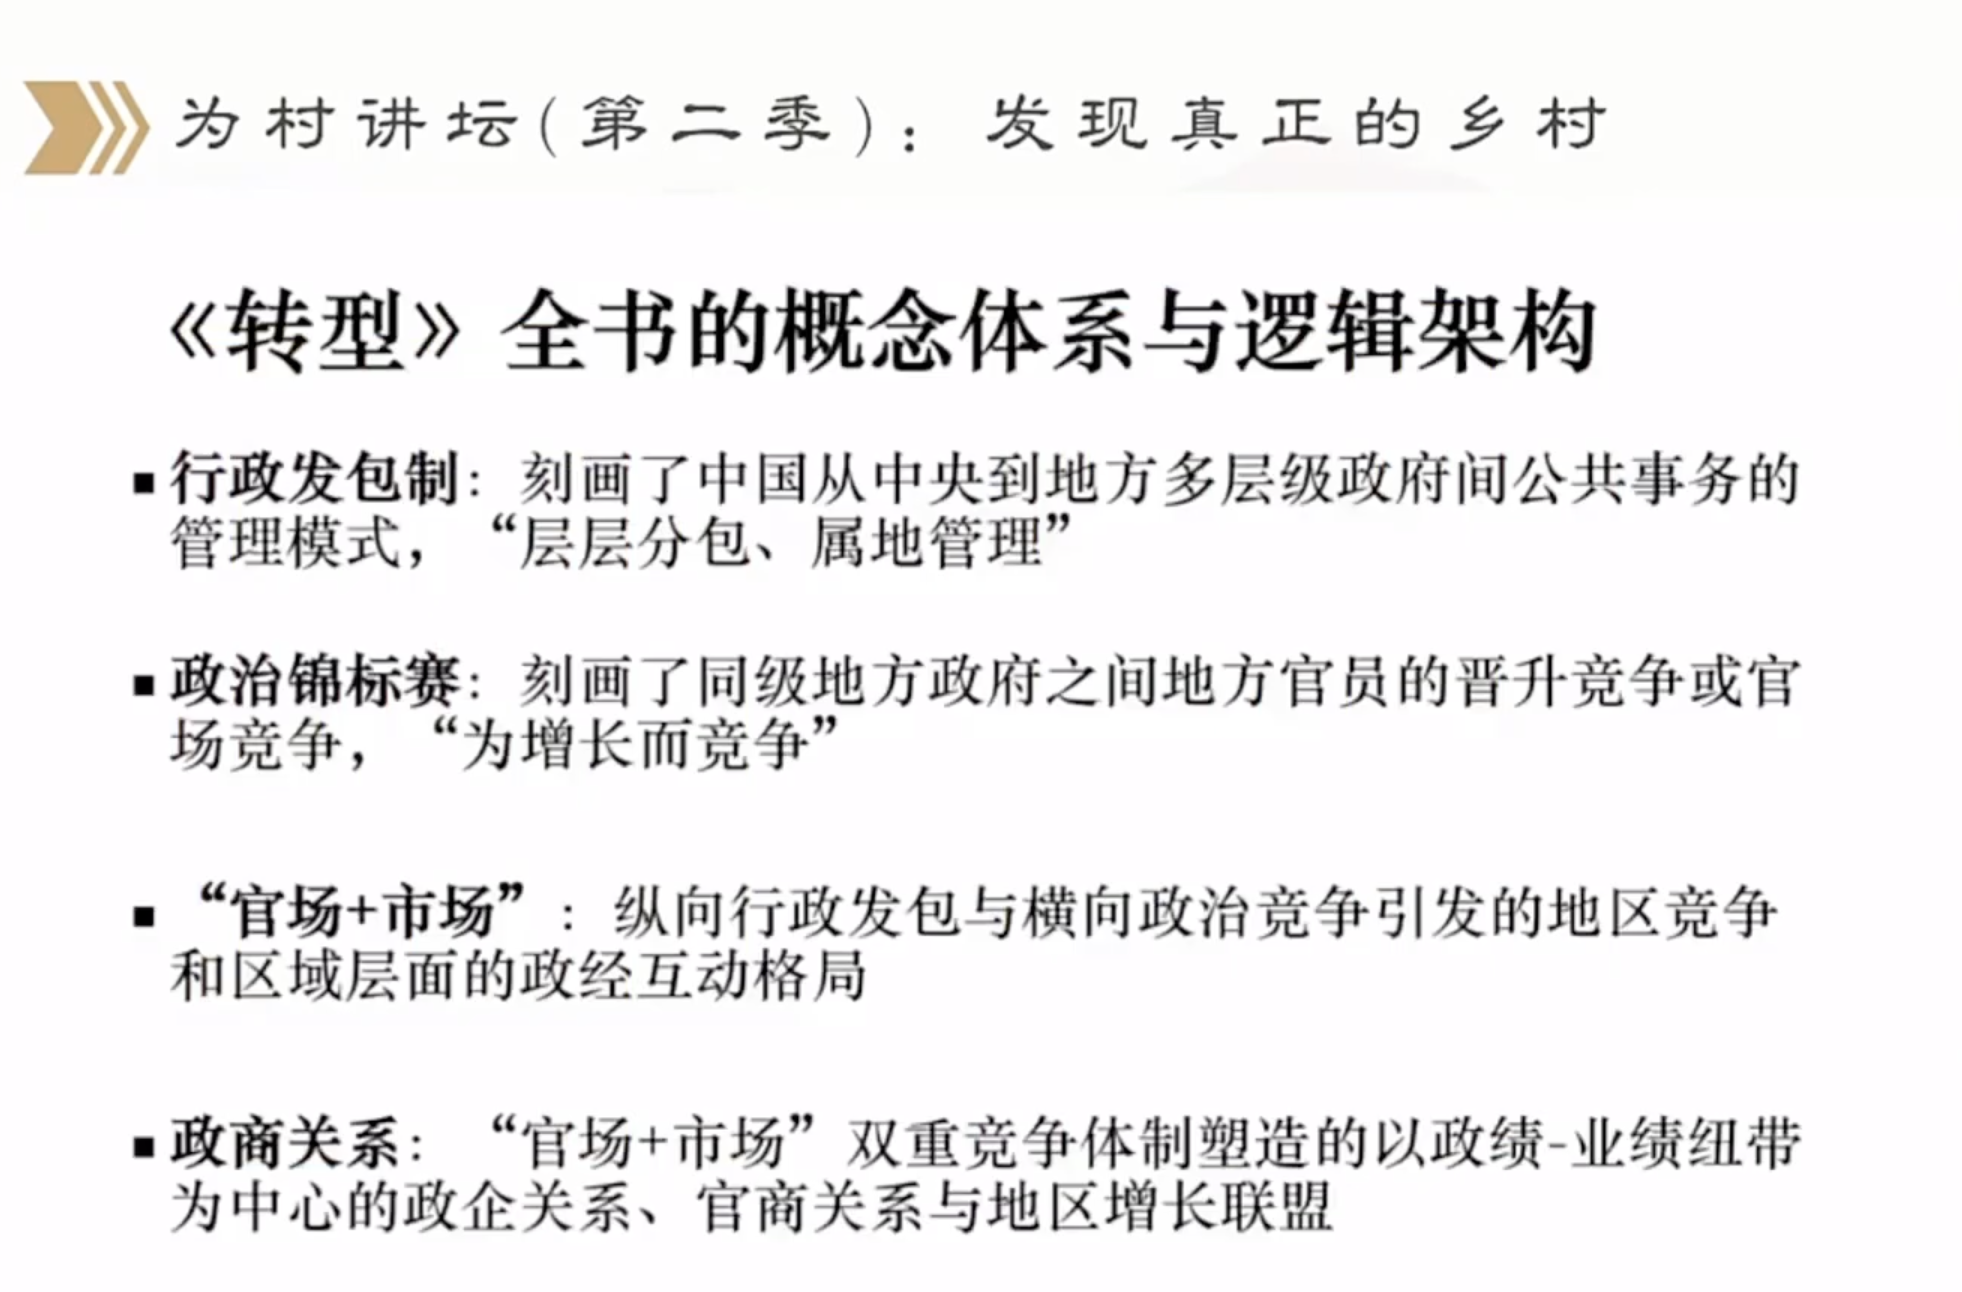 为村讲坛(第二季)：发现真正的乡村
《转型》全书的概念体系与逻辑架构
▪行政发包制：刻画了中国从中央到地方多层级政府间公共事务的
管理模式，“层层分包、属地管理”
▪政治锦标赛：刻画了同级地方政府之间地方官员的晋升竞争或官
场竞争，“为增长而竞争”
▪“官场+市场”：纵向行政发包与横向政治竞争引发的地区竞争
和区域层面的政经互动格局
▪政商关系：“官场+市场”双重竞争体制塑造的以政绩-业绩纽带
为中心的政企关系、官商关系与地区增长联盟